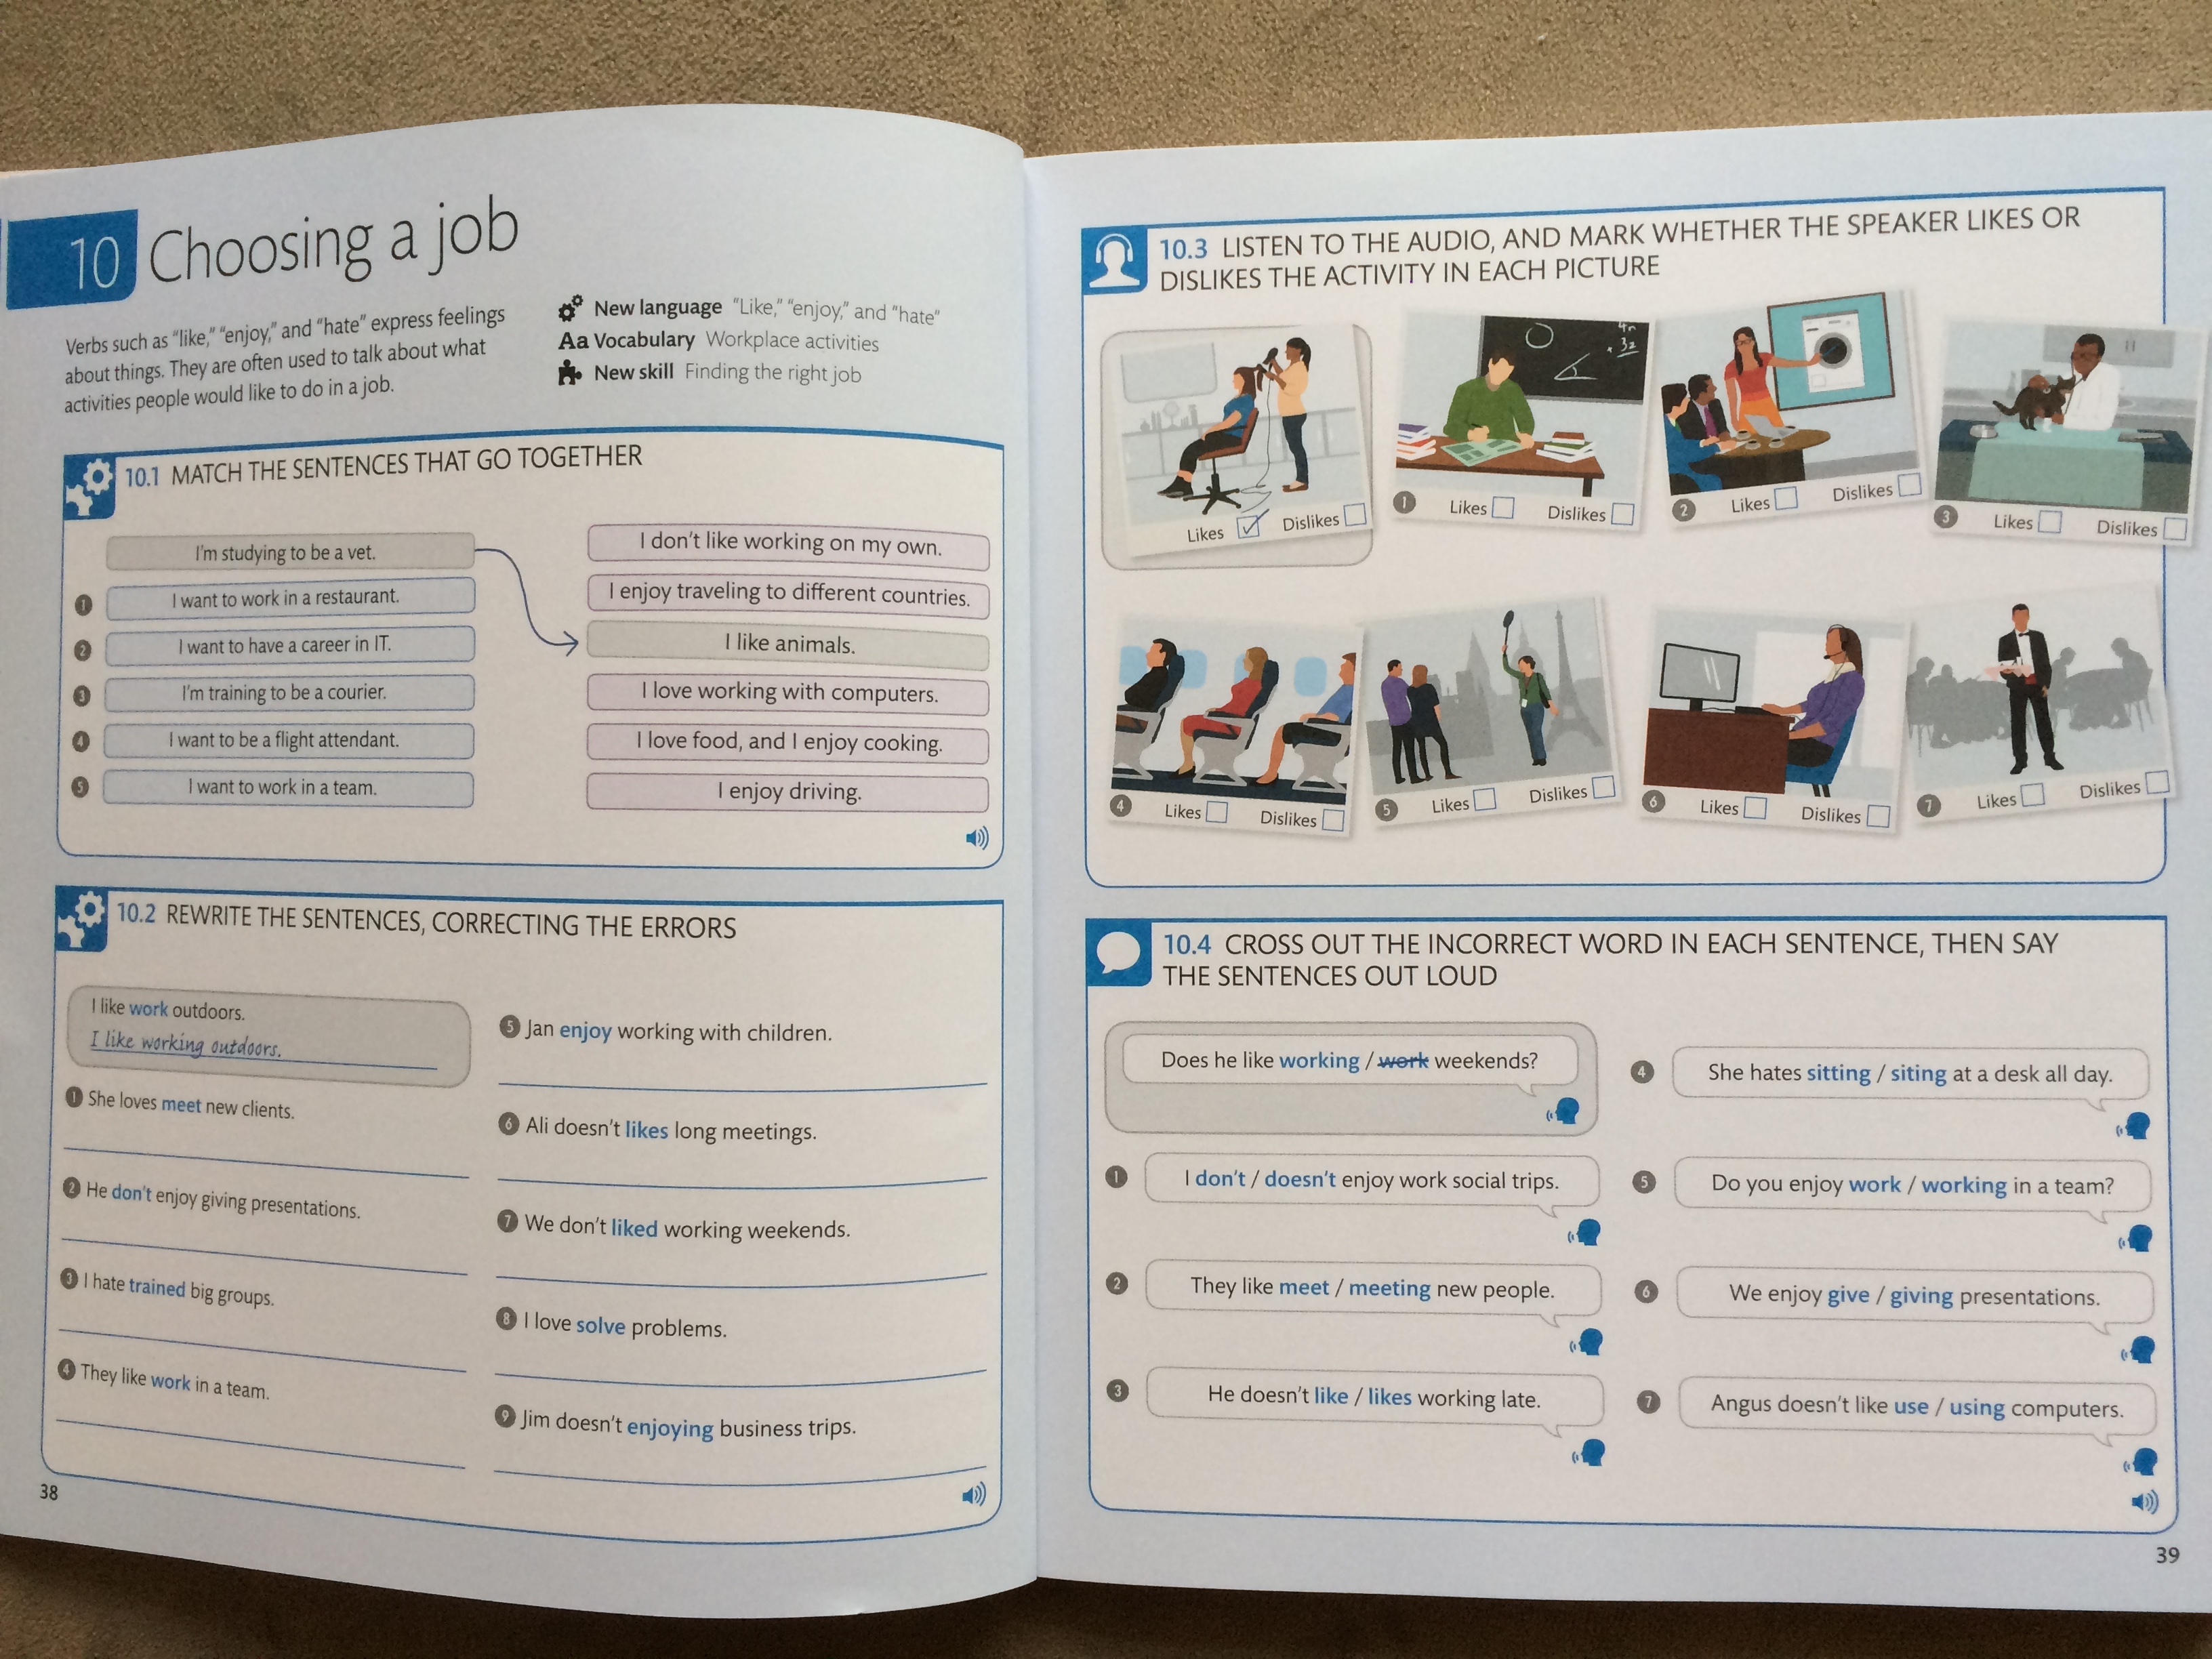 10 Choosing a job
Verbs such as "like," "enjoy," and "hate" express feelings
about things. They are often used to talk about what
activities people would like to do in a job.
New language "Like," "enjoy," and "hate"
Aa Vocabulary Workplace activities
New skill Finding the right job
10.1 MATCH THE SENTENCES THAT GO TOGETHER
I'm studying to be a vet.
1 I want to work in a restaurant.
2 I want to have a career in IT.
3 I'm training to be a courier.
4 I want to be a flight attendant.
5 I want to work in a team.
I don't like working on my own.
I enjoy traveling to different countries.
I like animals.
I love working with computers.
I love food, and I enjoy cooking.
I enjoy driving.
10.2 REWRITE THE SENTENCES, CORRECTING THE ERRORS
I like work outdoors.
I like working outdoors.
1 She loves meet new clients.
2 He don't enjoy giving presentations.
3 I hate trained big groups.
4 They like work in a team.
5 Jan enjoy working with children.
6 Ali doesn't likes long meetings.
7 We don't liked working weekends.
8 I love solve problems.
9 Jim doesn't enjoying business trips.
38
10.3 LISTEN TO THE AUDIO, AND MARK WHETHER THE SPEAKER LIKES OR
DISLIKES THE ACTIVITY IN EACH PICTURE
Likes Dislikes
1 Likes Dislikes
2 Likes Dislikes
3 Likes Dislikes
4 Likes Dislikes
5 Likes Dislikes
6 Likes Dislikes
7 Likes Dislikes
10.4 CROSS OUT THE INCORRECT WORD IN EACH SENTENCE, THEN SAY
THE SENTENCES OUT LOUD
Does he like working / work weekends?
1 I don't / doesn't enjoy work social trips.
2 They like meet / meeting new people.
3 He doesn't like / likes working late.
4 She hates sitting / siting at a desk all day.
5 Do you enjoy work / working in a team?
6 We enjoy give / giving presentations.
7 Angus doesn't like use / using computers.
39